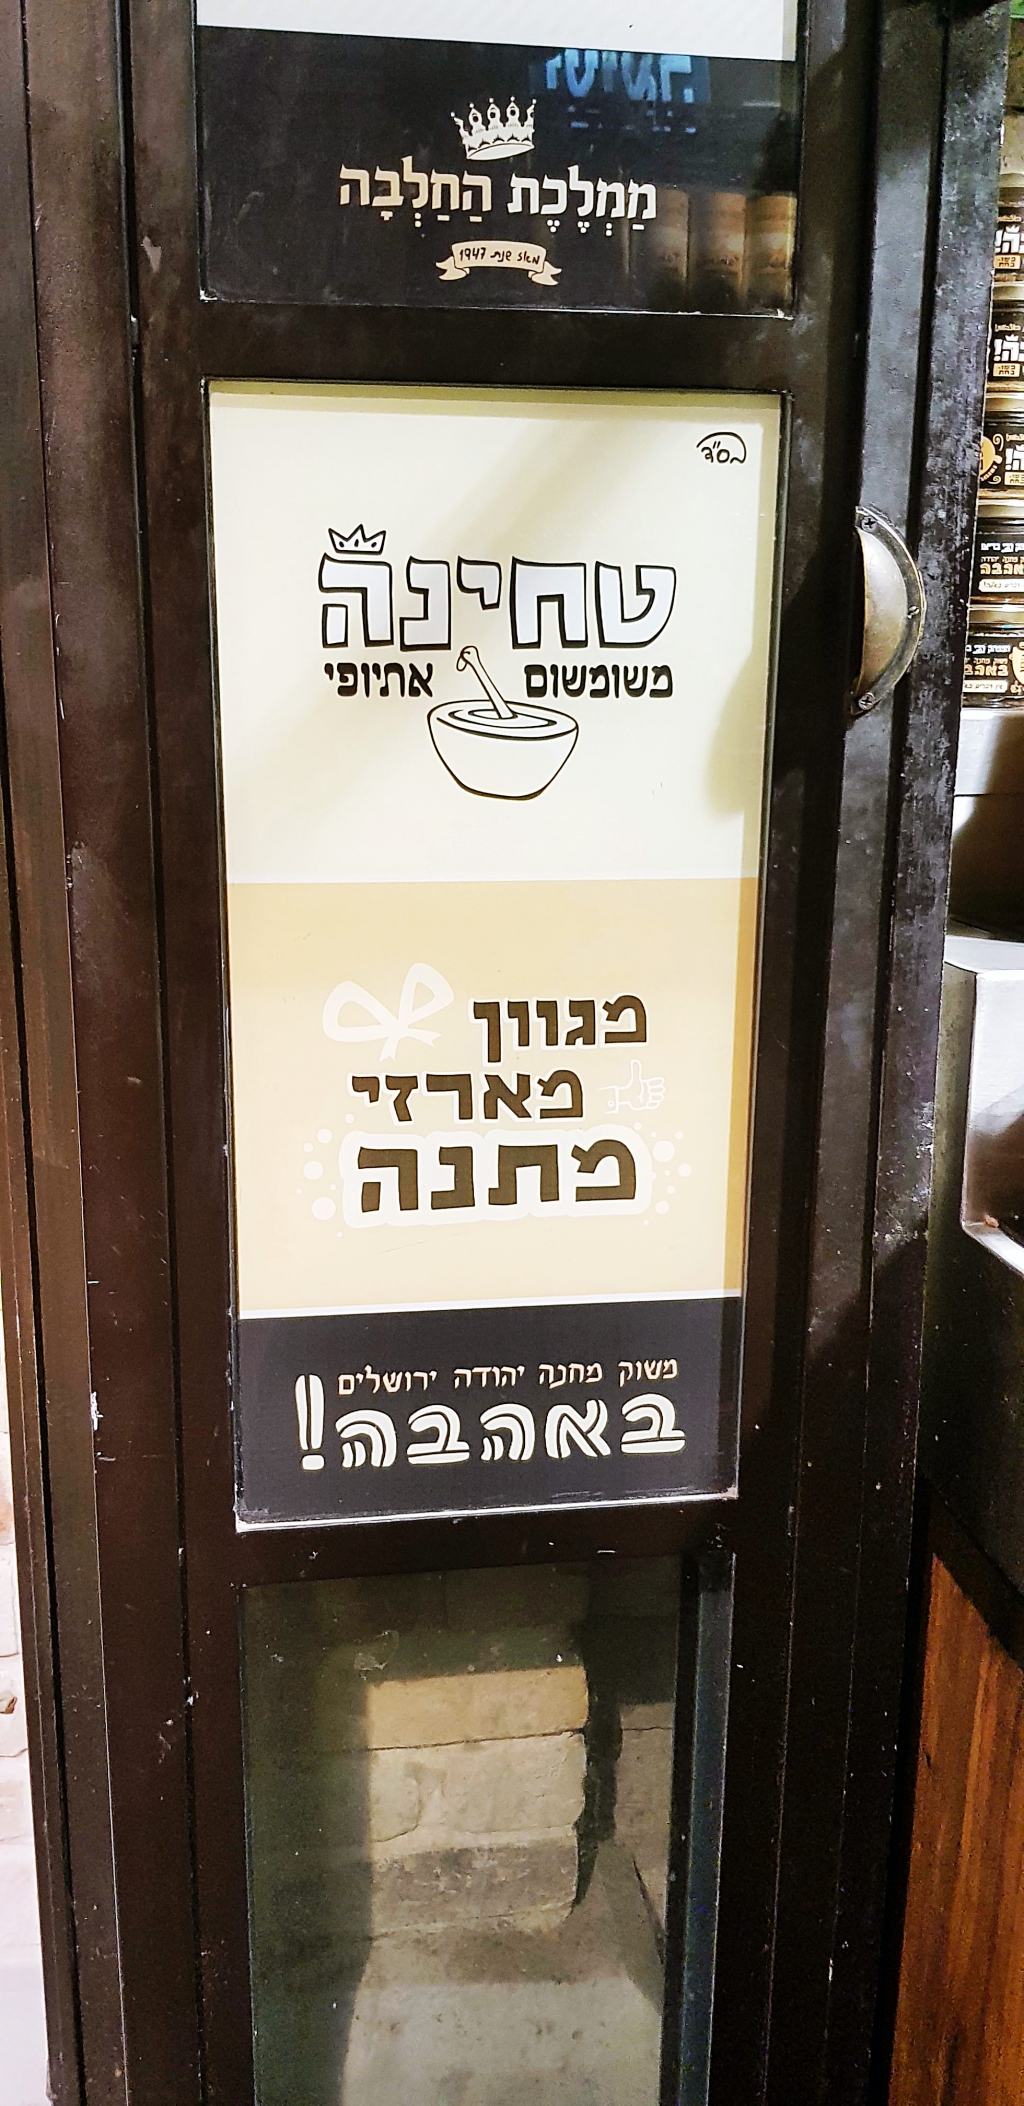 מַמְלֶכֶת הַחַלְבָה
מאז שנת 1947
בס"ד
טחינה
משומשום אתיופי
מגוון
מארזי
מתנה
משוק מחנה יהודה ירושלים
באהבה!